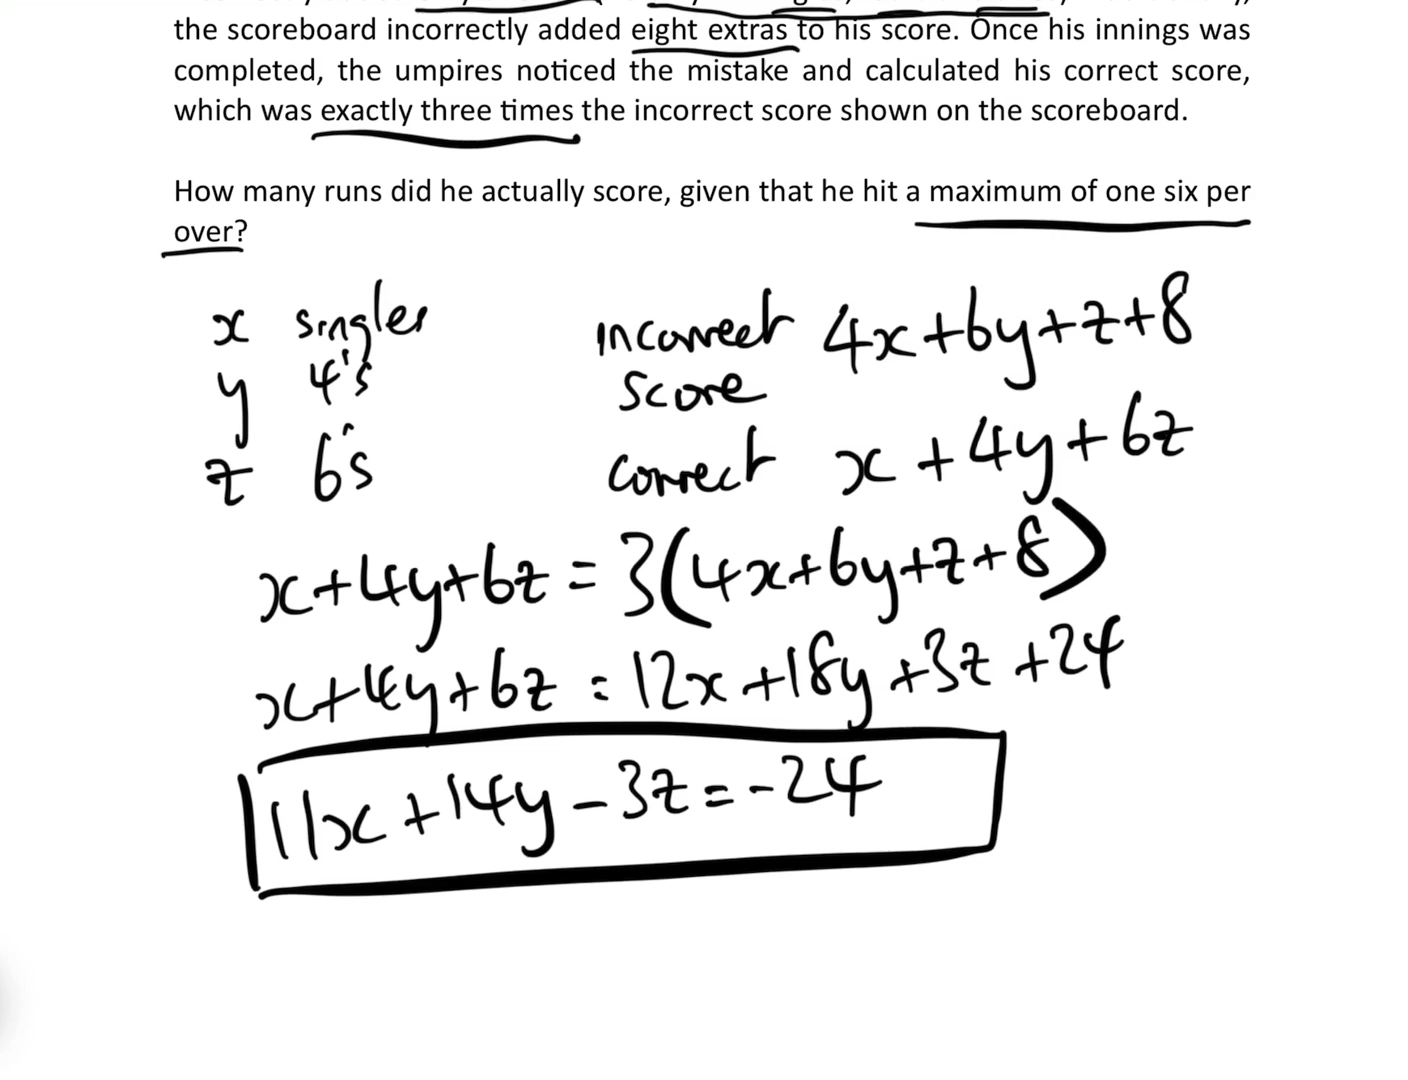 the scoreboard incorrectly added eight extras to his score. Once his innings was
completed, the umpires noticed the mistake and calculated his correct score,
which was exactly three times the incorrect score shown on the scoreboard.
How many runs did he actually score, given that he hit a maximum of one six per
over?
x singles
y 4's
z 6's
incorrect score 4x+6y+z+8
correct x+4y+6z
x+4y+6z=3(4x+6y+z+8)
x+4y+6z=12x+18y+3z+24
11x+14y-3z=-24